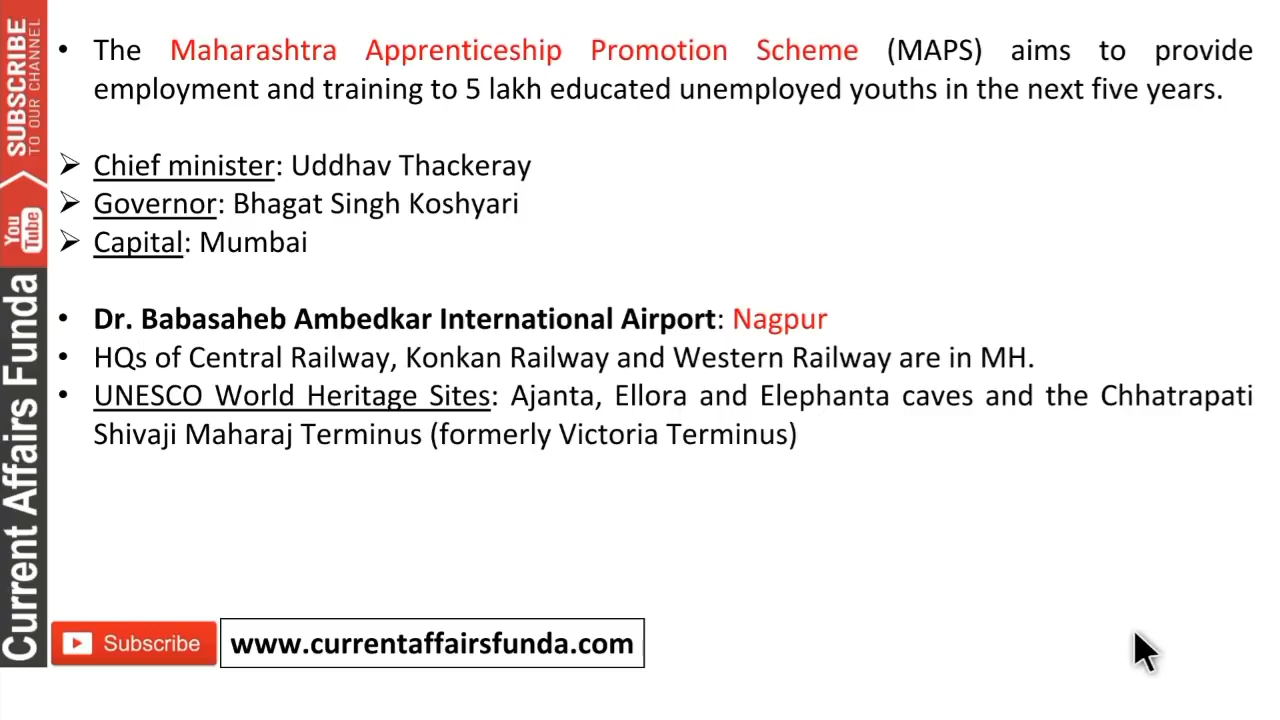 • The Maharashtra Apprenticeship Promotion Scheme (MAPS) aims to provide
employment and training to 5 lakh educated unemployed youths in the next five years.
➢ Chief minister: Uddhav Thackeray
➢ Governor: Bhagat Singh Koshyari
➢ Capital: Mumbai
• Dr. Babasaheb Ambedkar International Airport: Nagpur
• HQs of Central Railway, Konkan Railway and Western Railway are in MH.
• UNESCO World Heritage Sites: Ajanta, Ellora and Elephanta caves and the Chhatrapati
Shivaji Maharaj Terminus (formerly Victoria Terminus)
SUBSCRIBE
TO OUR CHANNEL
You
Tube
Current Affairs Funda
Subscribe
www.currentaffairsfunda.com